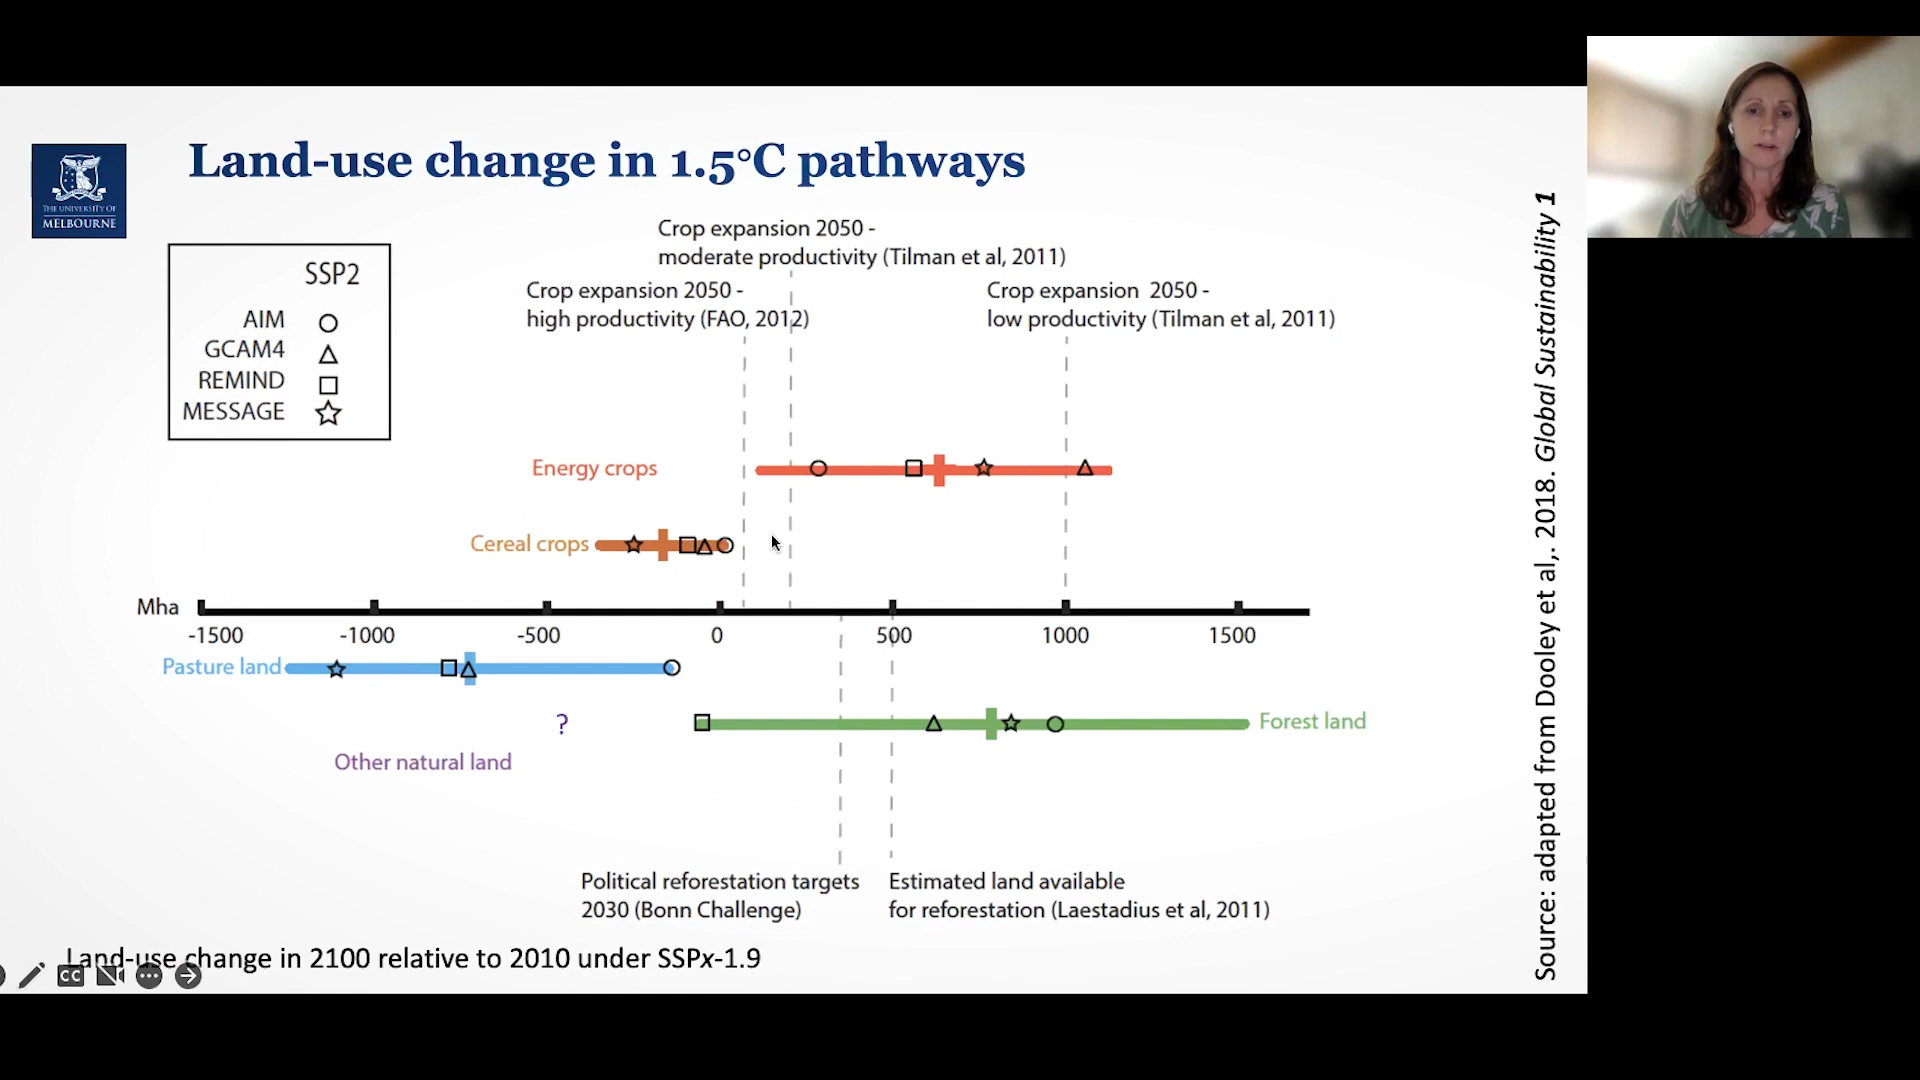 Land-use change in 1.5°C pathways
THE UNIVERSITY OF
MELBOURNE
SSP2
AIM
GCAM4
REMIND
MESSAGE
Crop expansion 2050 -
moderate productivity (Tilman et al, 2011)
Crop expansion 2050 -
high productivity (FAO, 2012)
Crop expansion 2050 -
low productivity (Tilman et al, 2011)
Energy crops
Cereal crops
Mha
-1500 -1000 -500 0 500 1000 1500
Pasture land
Forest land
?
Other natural land
Political reforestation targets
2030 (Bonn Challenge)
Estimated land available
for reforestation (Laestadius et al, 2011)
Land-use change in 2100 relative to 2010 under SSPx-1.9
CC
Source: adapted from Dooley et al,. 2018. Global Sustainability 1